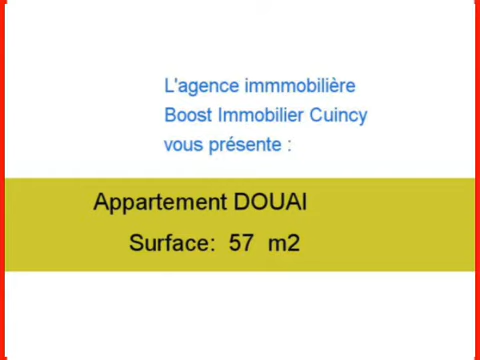 L'agence immmobilière
Boost Immobilier Cuincy
vous présente :
Appartement DOUAI
Surface: 57 m2